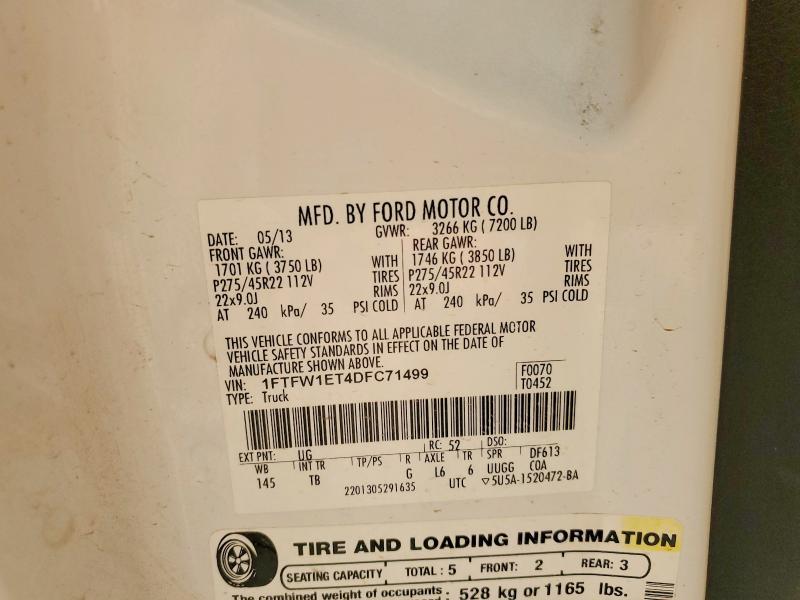 MFD. BY FORD MOTOR CO.
DATE: 05/13 GVWR: 3266 KG ( 7200 LB)
FRONT GAWR: REAR GAWR:
1701 KG ( 3750 LB) WITH 1746 KG ( 3850 LB) WITH
P275/45R22 112V TIRES P275/45R22 112V TIRES
22x9.0J RIMS 22x9.0J RIMS
AT 240 kPa/ 35 PSI COLD AT 240 kPa/ 35 PSI COLD
THIS VEHICLE CONFORMS TO ALL APPLICABLE FEDERAL MOTOR
VEHICLE SAFETY STANDARDS IN EFFECT ON THE DATE OF
MANUFACTURE SHOWN ABOVE.
VIN: 1FTFW1ET4DFC71499 F0070
TYPE: Truck T0452
EXT PNT: UG RC: 52 DSO:
WB INT TR TP/PS R AXLE TR SPR DF613
145 TB G L6 6 UUGG COA
2201305291635 UTC ▽5U5A-1520472-BA
TIRE AND LOADING INFORMATION
SEATING CAPACITY TOTAL: 5 FRONT: 2 REAR: 3
The combined weight of occupants : 528 kg or 1165 lbs.